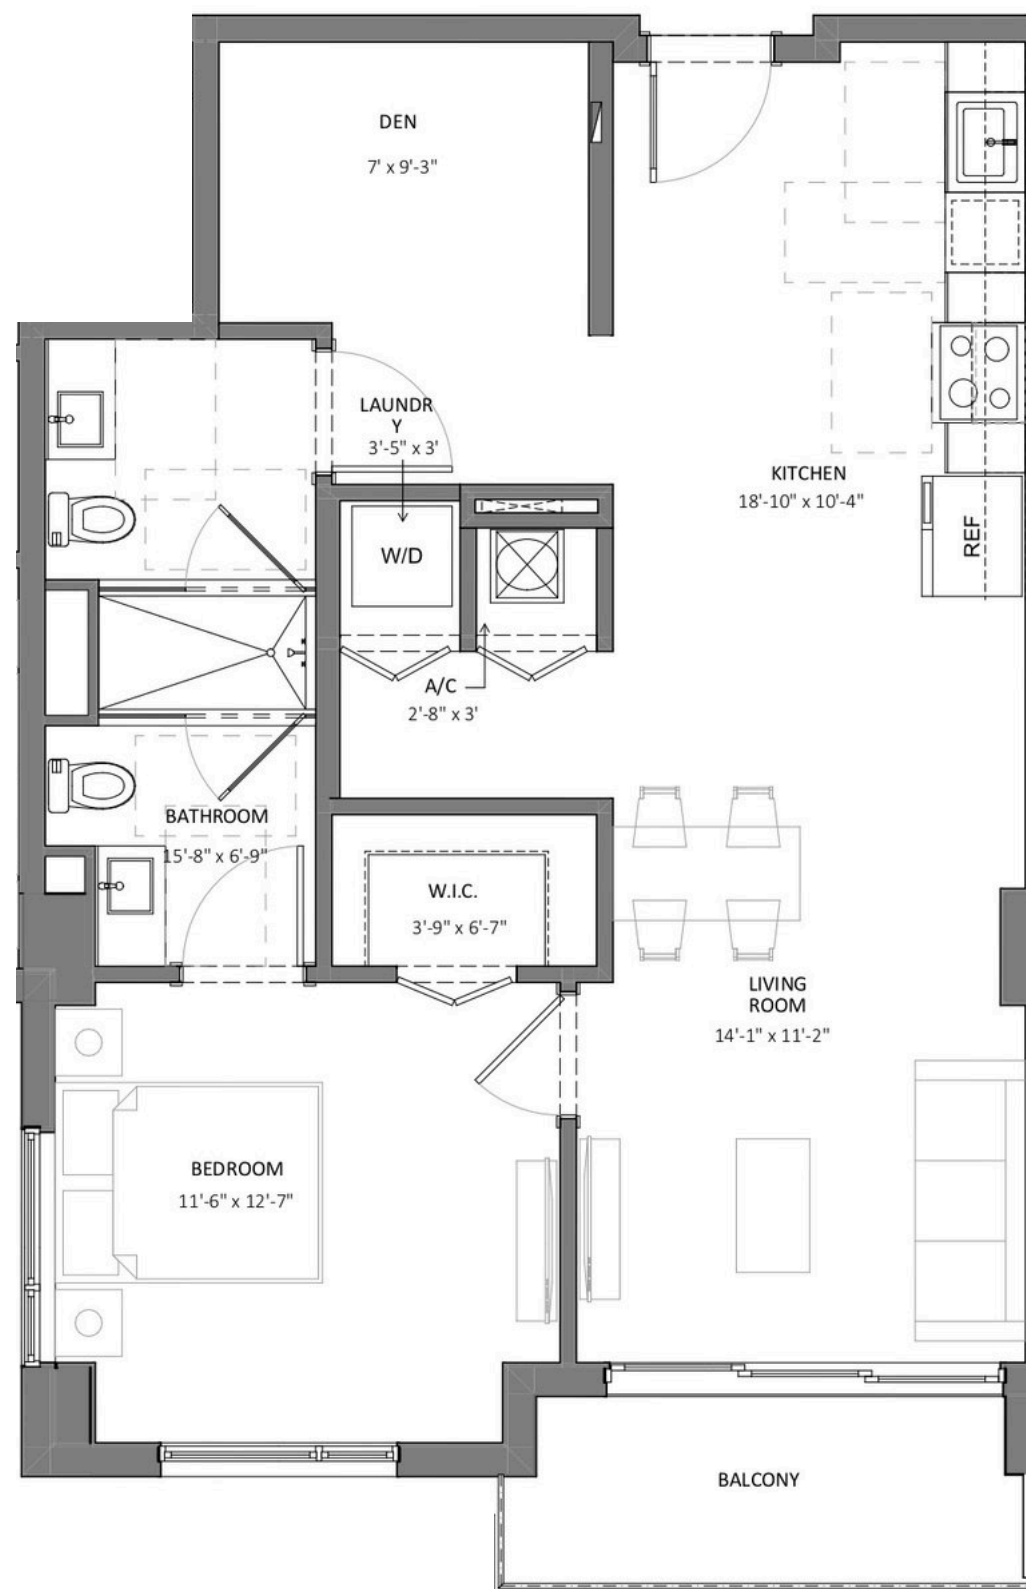 DEN
7' x 9'-3"
LAUNDR
Y
3'-5" x 3'
KITCHEN
18'-10" x 10'-4"
W/D
REF
A/C
2'-8" x 3'
BATHROOM
15'-8" x 6'-9"
W.I.C.
3'-9" x 6'-7"
LIVING
ROOM
14'-1" x 11'-2"
BEDROOM
11'-6" x 12'-7"
BALCONY